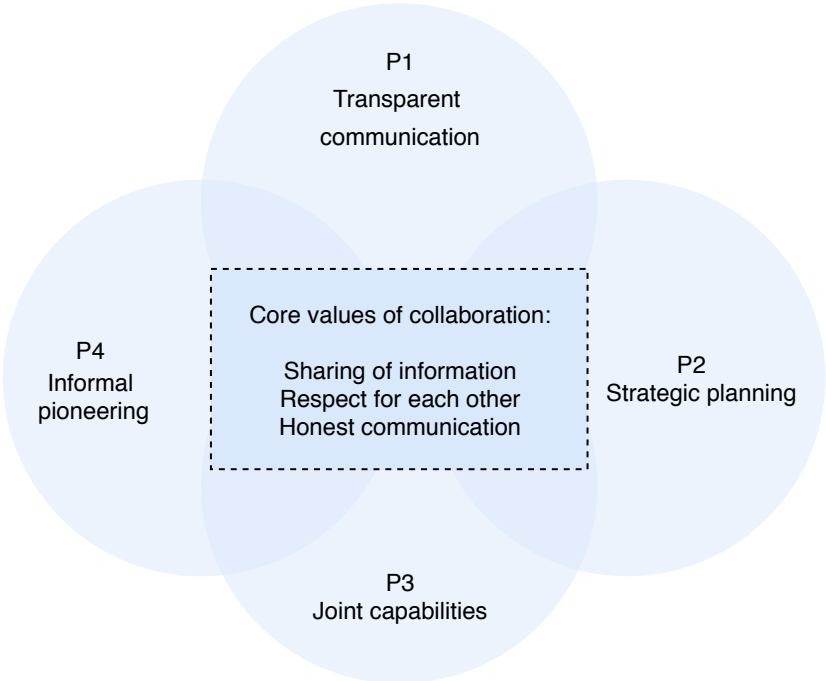 P1
Transparent
communication
Core values of collaboration:
Sharing of information
Respect for each other
Honest communication
P4
Informal
pioneering
P2
Strategic planning
P3
Joint capabilities